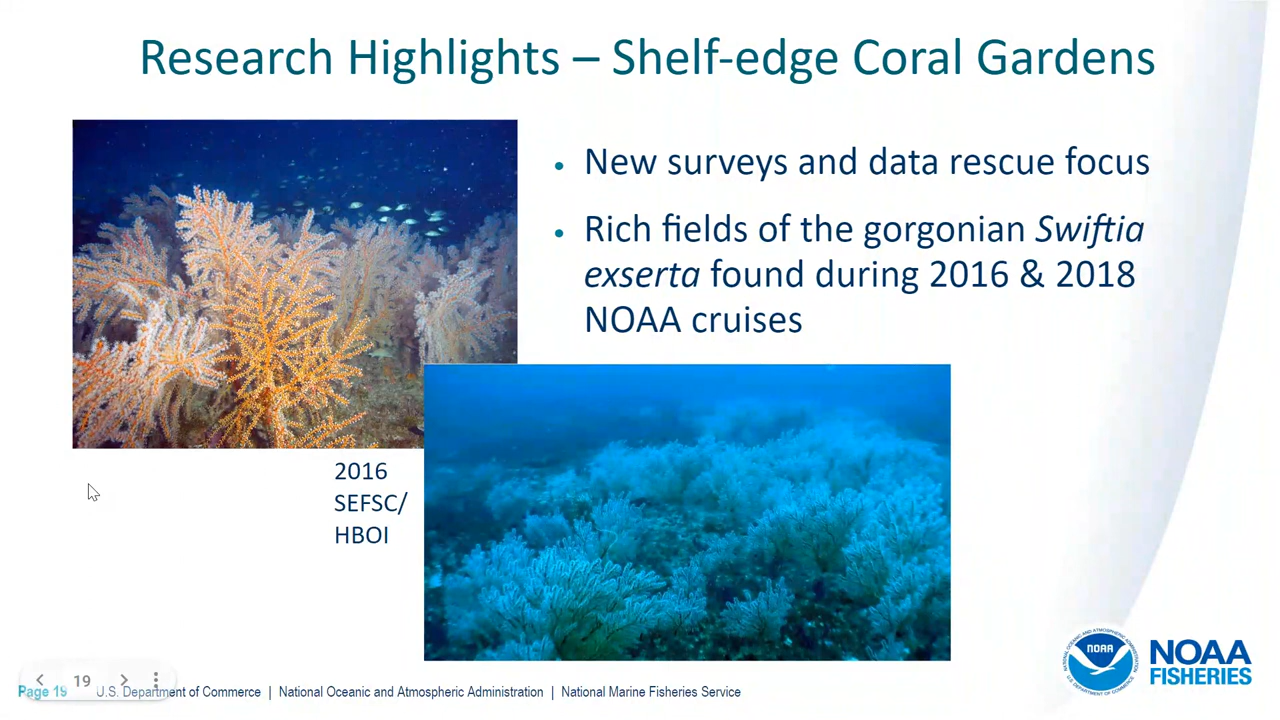 Research Highlights – Shelf-edge Coral Gardens
• New surveys and data rescue focus
• Rich fields of the gorgonian Swiftia
exserta found during 2016 & 2018
NOAA cruises
2016
SEFSC/
HBOI
NOAA
NOAA
FISHERIES
19
Page 19
U.S. Department of Commerce | National Oceanic and Atmospheric Administration | National Marine Fisheries Service